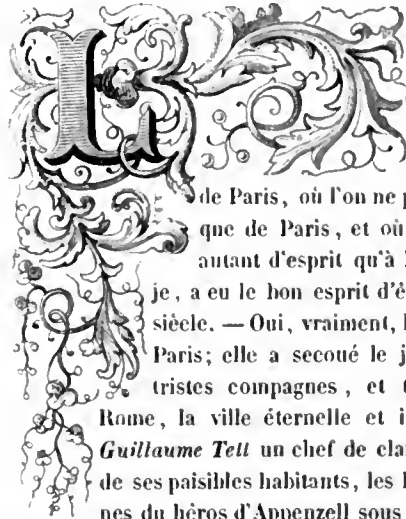 L
de Paris, où l'on ne p
que de Paris, et où
autant d'esprit qu'à
je, a eu le bon esprit d'ê
siècle. — Oui, vraiment, l
Paris; elle a secoué le j
tristes compagnes, et
Rome, la ville éternelle et i
Guillaume Tell un chef de cla
de ses paisibles habitants, les
nes du héros d'Appenzell sous